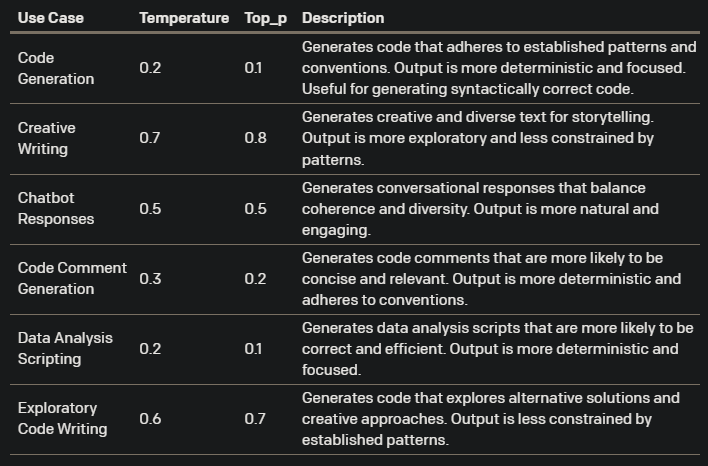 Use Case Temperature Top_p Description
Code Generation 0.2 0.1 Generates code that adheres to established patterns and
conventions. Output is more deterministic and focused.
Useful for generating syntactically correct code.
Creative Writing 0.7 0.8 Generates creative and diverse text for storytelling.
Output is more exploratory and less constrained by
patterns.
Chatbot Responses 0.5 0.5 Generates conversational responses that balance
coherence and diversity. Output is more natural and
engaging.
Code Comment Generation 0.3 0.2 Generates code comments that are more likely to be
concise and relevant. Output is more deterministic and
adheres to conventions.
Data Analysis Scripting 0.2 0.1 Generates data analysis scripts that are more likely to be
correct and efficient. Output is more deterministic and
focused.
Exploratory Code Writing 0.6 0.7 Generates code that explores alternative solutions and
creative approaches. Output is less constrained by
established patterns.